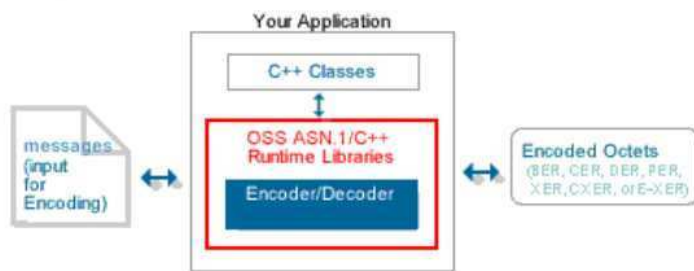 Your Application
C++ Classes
OSS ASN.1/C++
Runtime Libraries
Encoder/Decoder
messages
(input
for
Encoding)
Encoded Octets
(BER, CER, DER, PER,
XER,CXER, or E-XER)